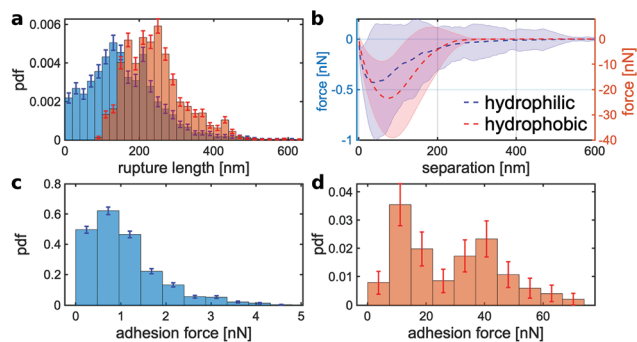 a
0.006
0.004
0.002
0
pdf
0 200 400 600
rupture length [nm]
b
0
-0.5
-1
force [nN]
0
-10
-20
-30
-40
force [nN]
hydrophilic
hydrophobic
0 200 400 600
separation [nm]
c
0.8
0.6
0.4
0.2
0.0
pdf
0 1 2 3 4 5
adhesion force [nN]
d
0.04
0.03
0.02
0.01
0
pdf
0 20 40 60
adhesion force [nN]